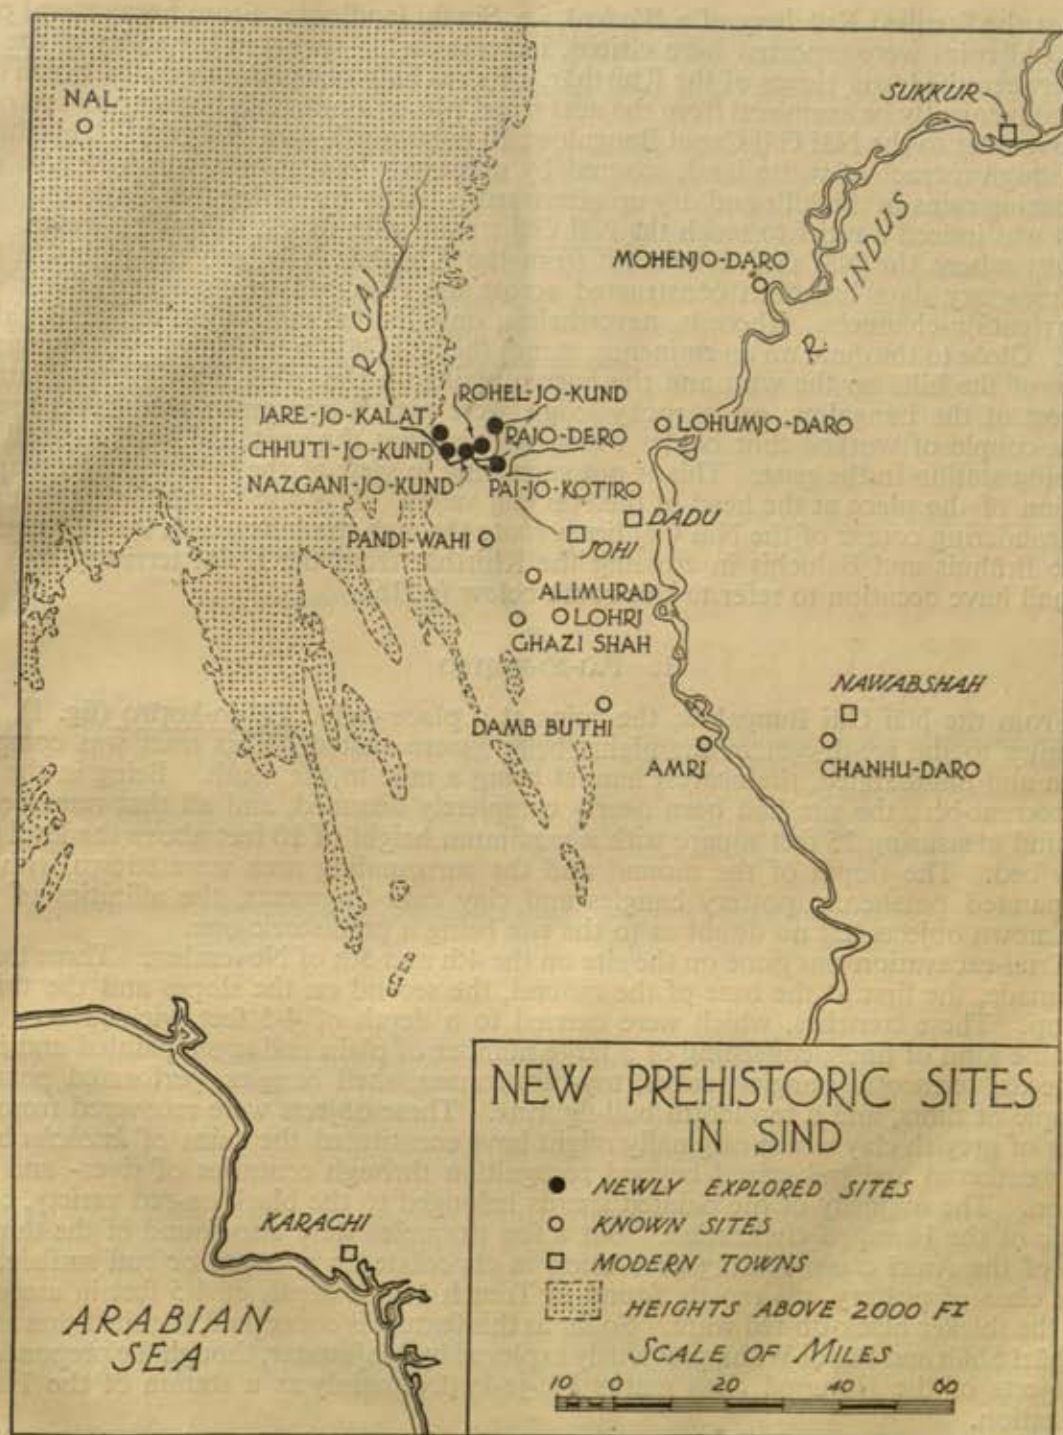 NAL
SUKKUR
MOHENJO-DARO
R. INDUS
R GAJ
ROHEL-JO-KUND
JARE-JO-KALAT
RAJO-DERO
LOHUMJO-DARO
CHHUTI-JO-KUND
NAZGANI-JO-KUND
PAI-JO-KOTIRO
DADU
PANDI-WAHI
JOHI
ALIMURAD
LOHRI
GHAZI SHAH
NAWABSHAH
DAMB BUTHI
AMRI
CHANHU-DARO
KARACHI
ARABIAN
SEA
NEW PREHISTORIC SITES
IN SIND
NEWLY EXPLORED SITES
KNOWN SITES
MODERN TOWNS
HEIGHTS ABOVE 2000 FT
SCALE OF MILES
10 0 20 40 60